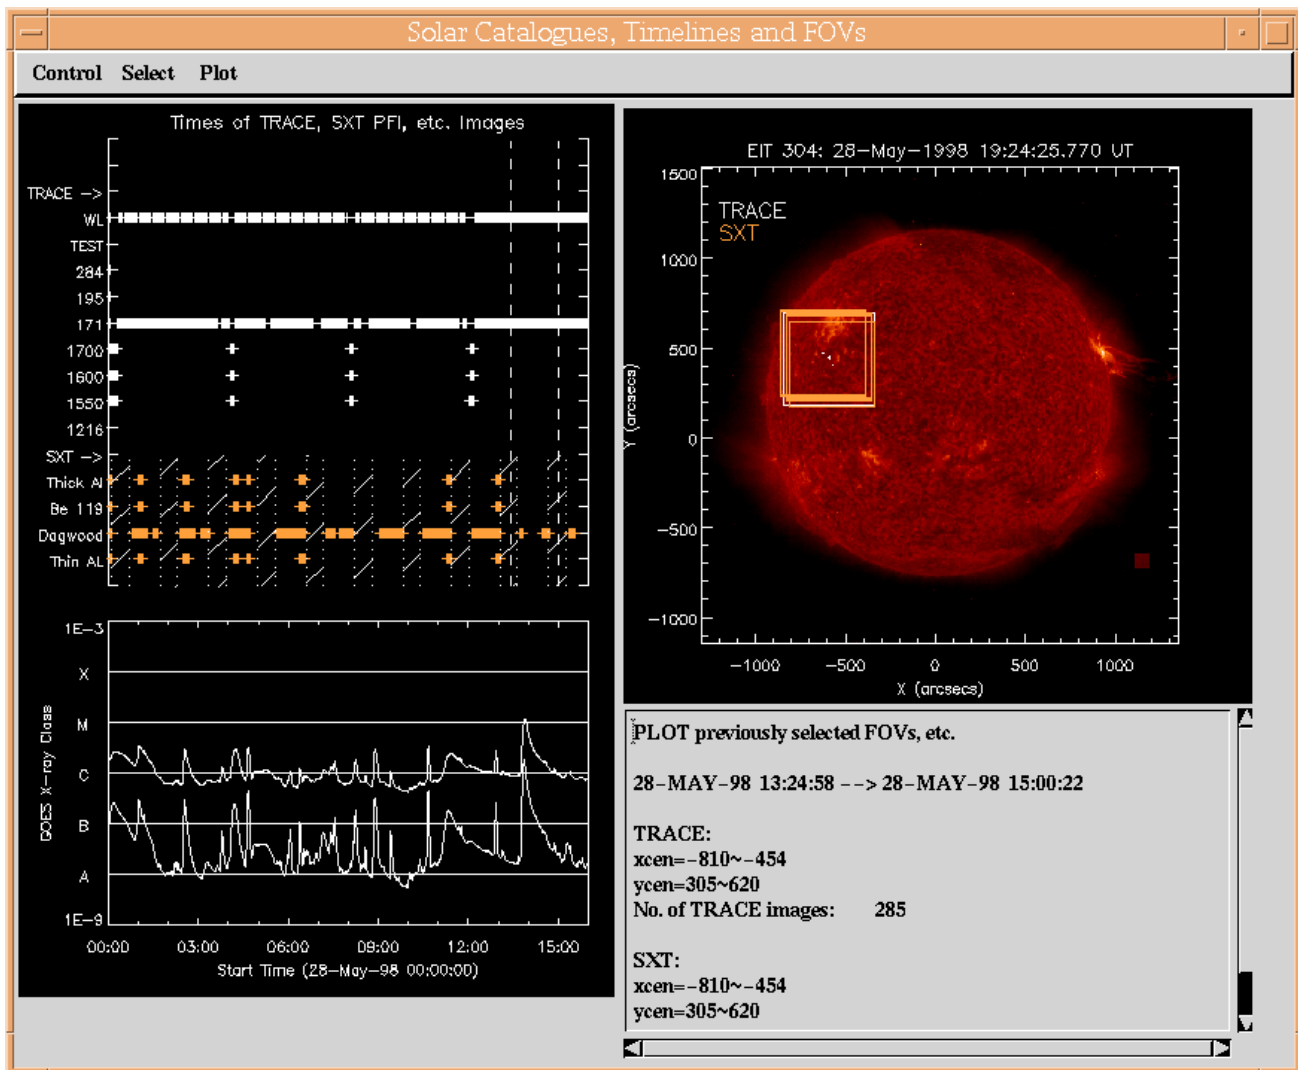 Solar Catalogues, Timelines and FOVs
Control Select Plot
Times of TRACE, SXT PFI, etc. Images
TRACE ->
WL
TEST
284
195
171
1700
1600
1550
1216
SXT ->
Thick Al
Be 119
Dagwood
Thin AL
1E-3
X
M
C
B
A
1E-9
GOES X-ray Class
00:00 03:00 06:00 09:00 12:00 15:00
Start Time (28-May-98 00:00:00)
EIT 304: 28-May-1998 19:24:25.770 UT
TRACE
SXT
1500
1000
500
0
-500
-1000
Y (arcsecs)
-1000 -500 0 500 1000
X (arcsecs)
PLOT previously selected FOVs, etc.
28-MAY-98 13:24:58 --> 28-MAY-98 15:00:22
TRACE:
xcen=-810~-454
ycen=305~620
No. of TRACE images: 285
SXT:
xcen=-810~-454
ycen=305~620